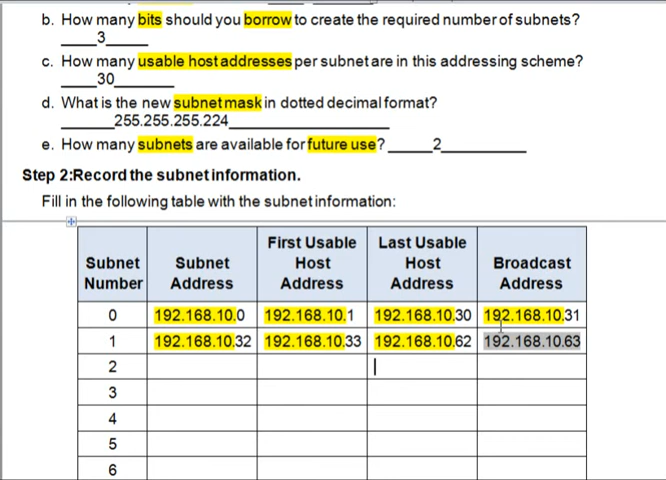 b. How many bits should you borrow to create the required number of subnets?
____3_____
c. How many usable host addresses per subnet are in this addressing scheme?
____30_______
d. What is the new subnet mask in dotted decimal format?
______255.255.255.224___________________
e. How many subnets are available for future use? _____2__________
Step 2:Record the subnet information.
Fill in the following table with the subnet information:
Subnet Number Subnet Address First Usable Host Address Last Usable Host Address Broadcast Address
0 192.168.10.0 192.168.10.1 192.168.10.30 192.168.10.31
1 192.168.10.32 192.168.10.33 192.168.10.62 192.168.10.63
2
3
4
5
6